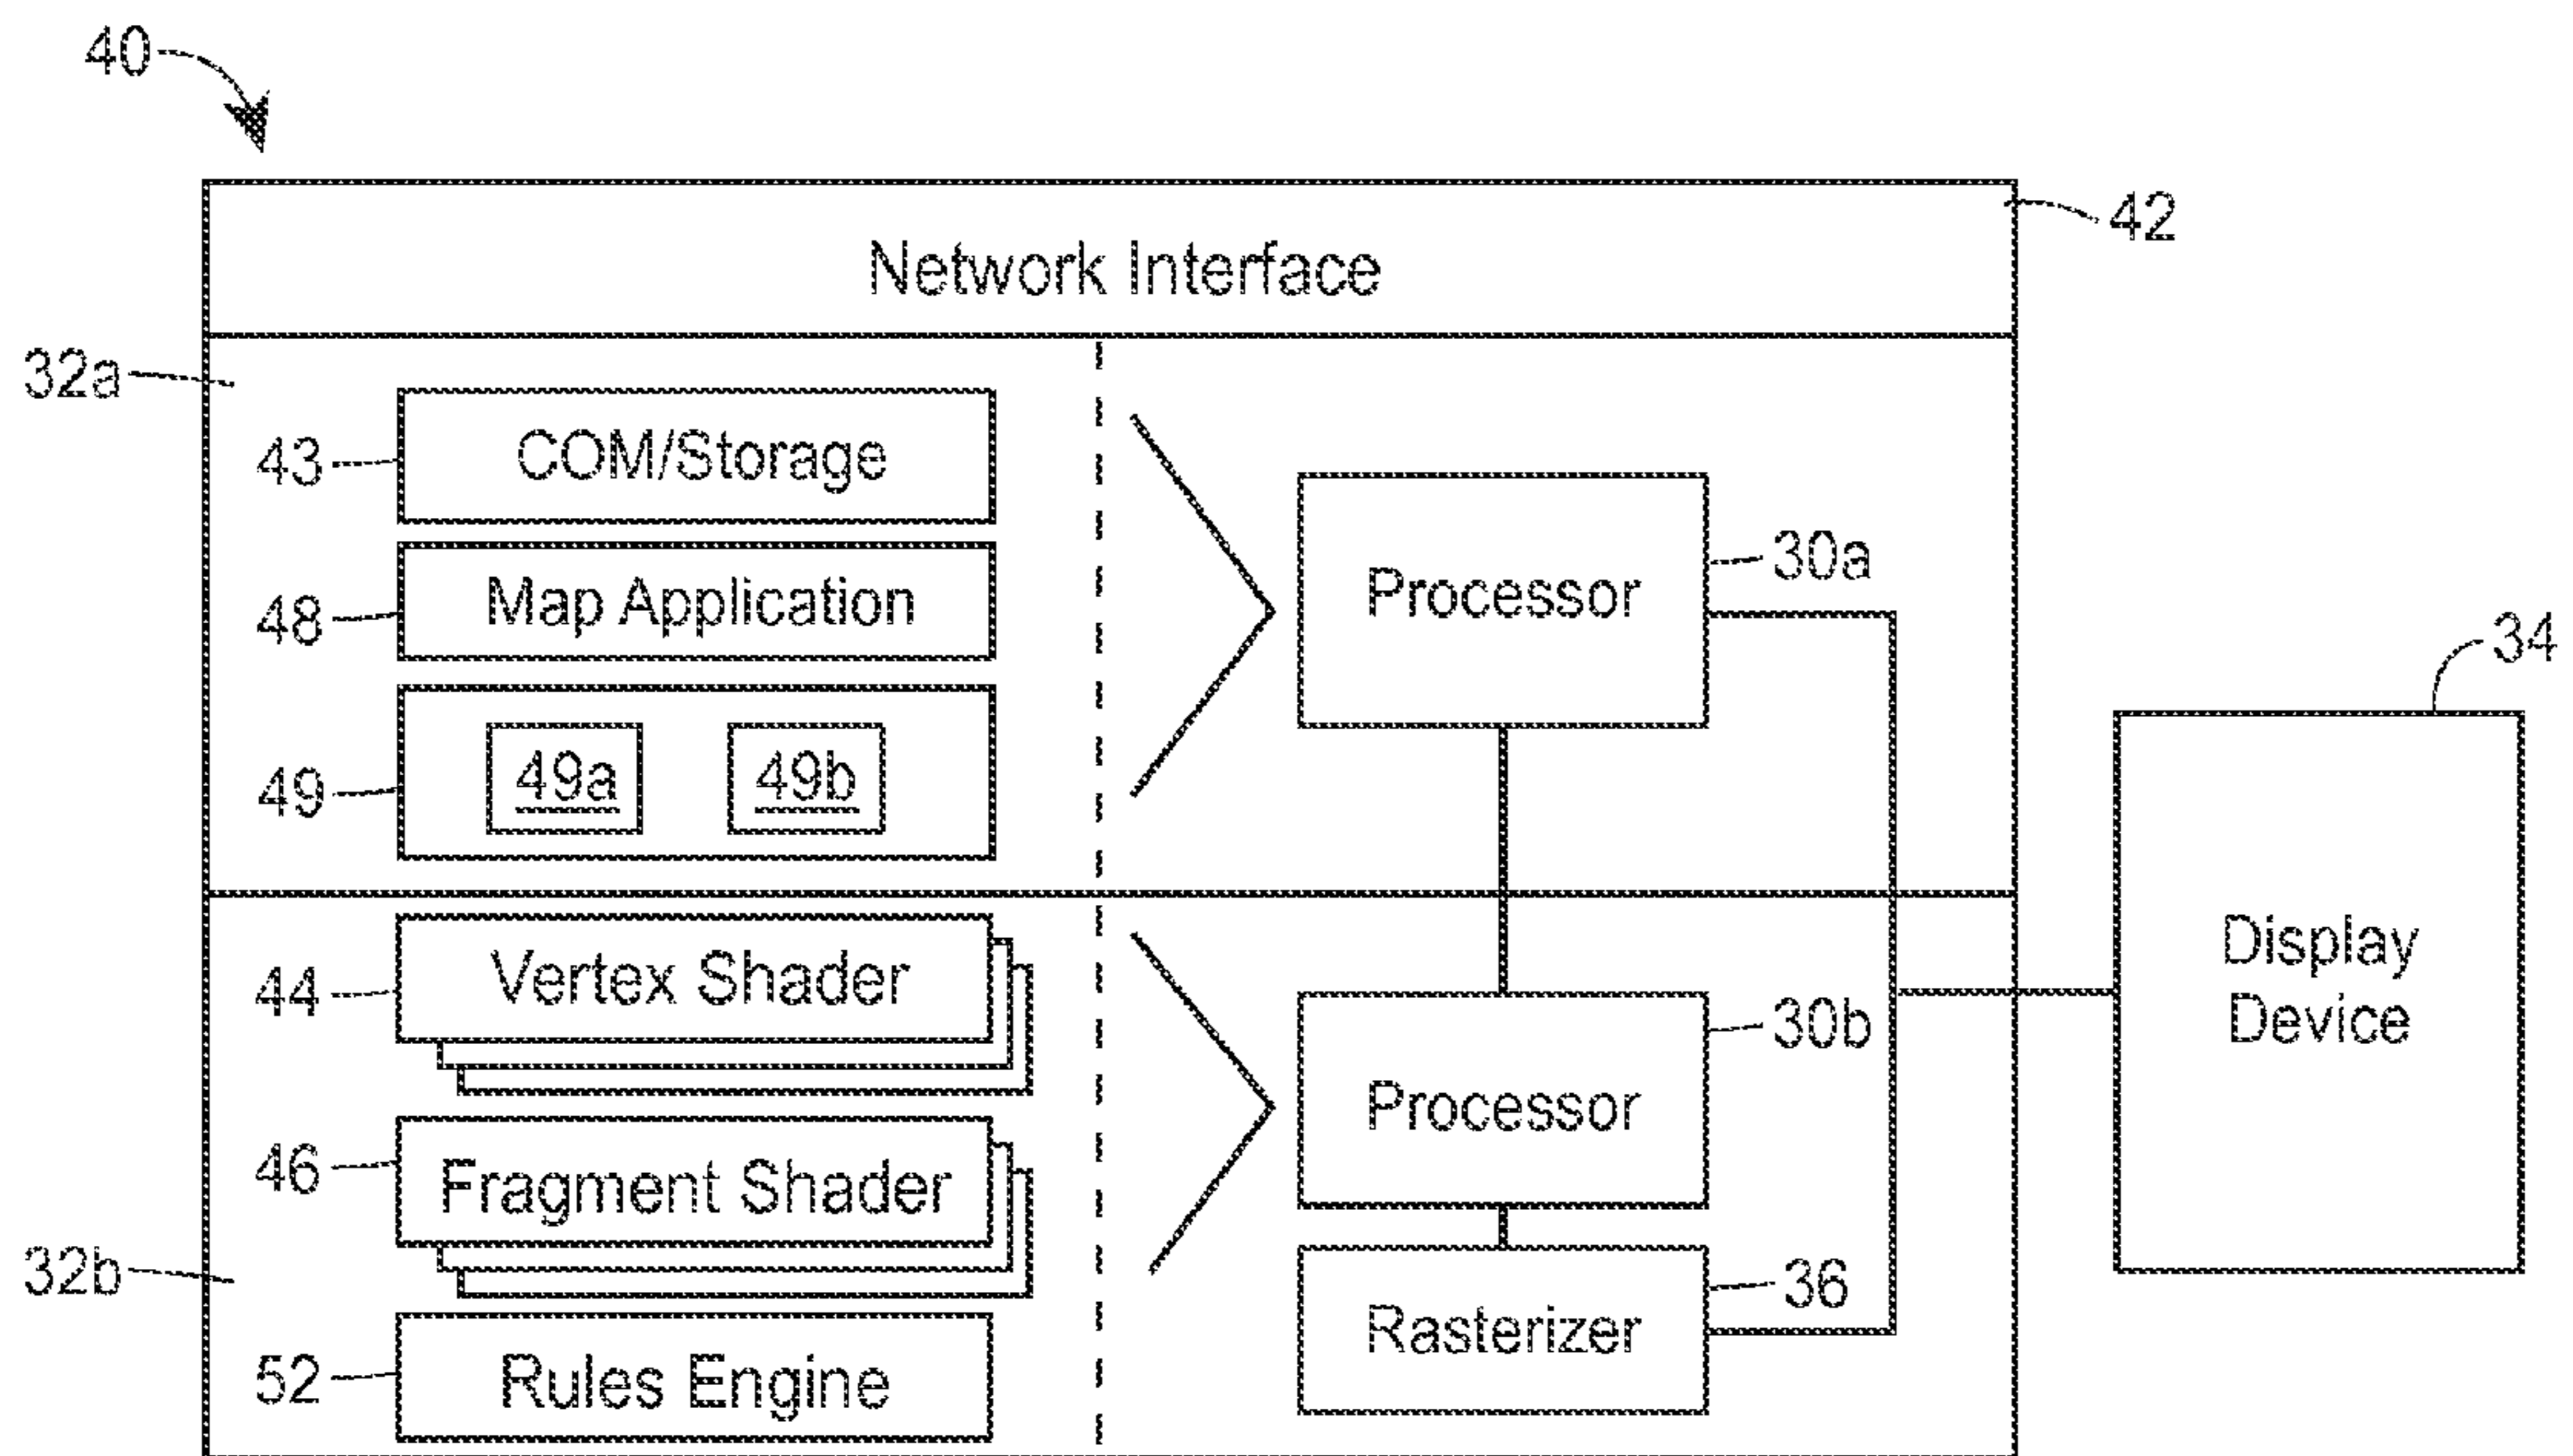 40
42
Network Interface
32a
43
COM/Storage
48
Map Application
Processor
30a
49
49a
49b
34
44
Vertex Shader
Processor
30b
Display
Device
46
Fragment Shader
32b
Rasterizer
36
52
Rules Engine